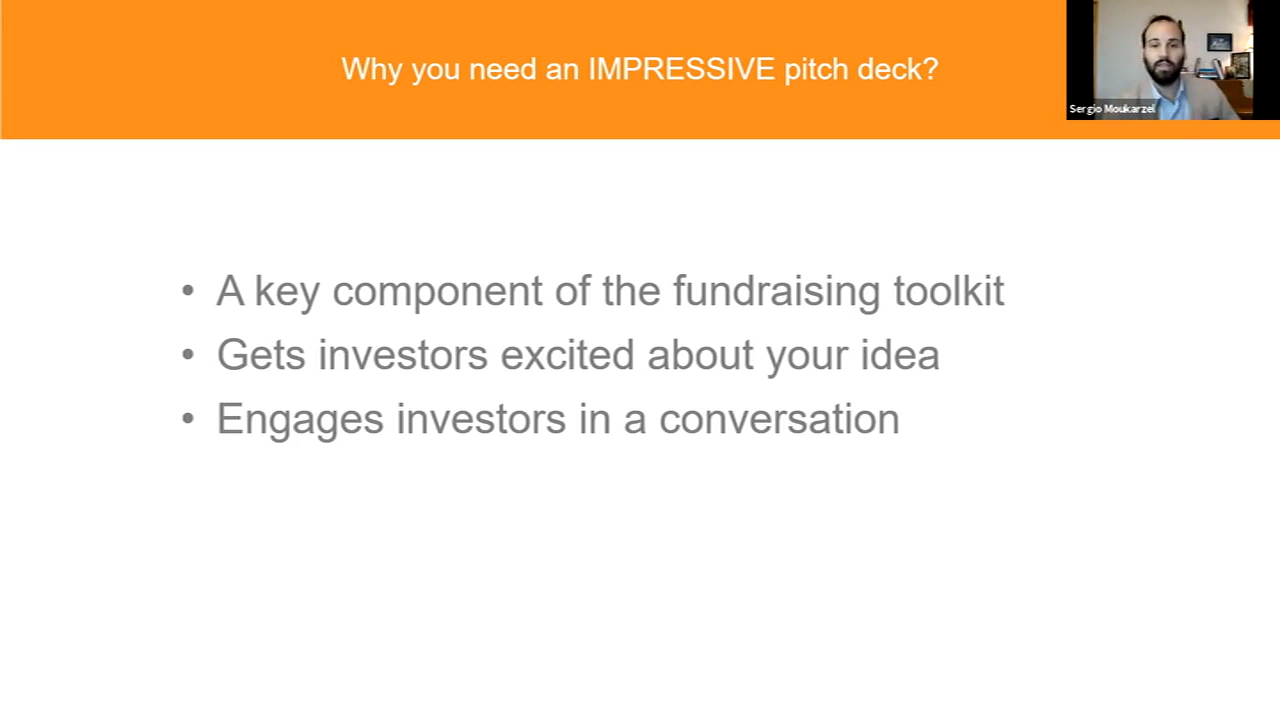 Why you need an IMPRESSIVE pitch deck?
Sergio Moukarzel
• A key component of the fundraising toolkit
• Gets investors excited about your idea
• Engages investors in a conversation